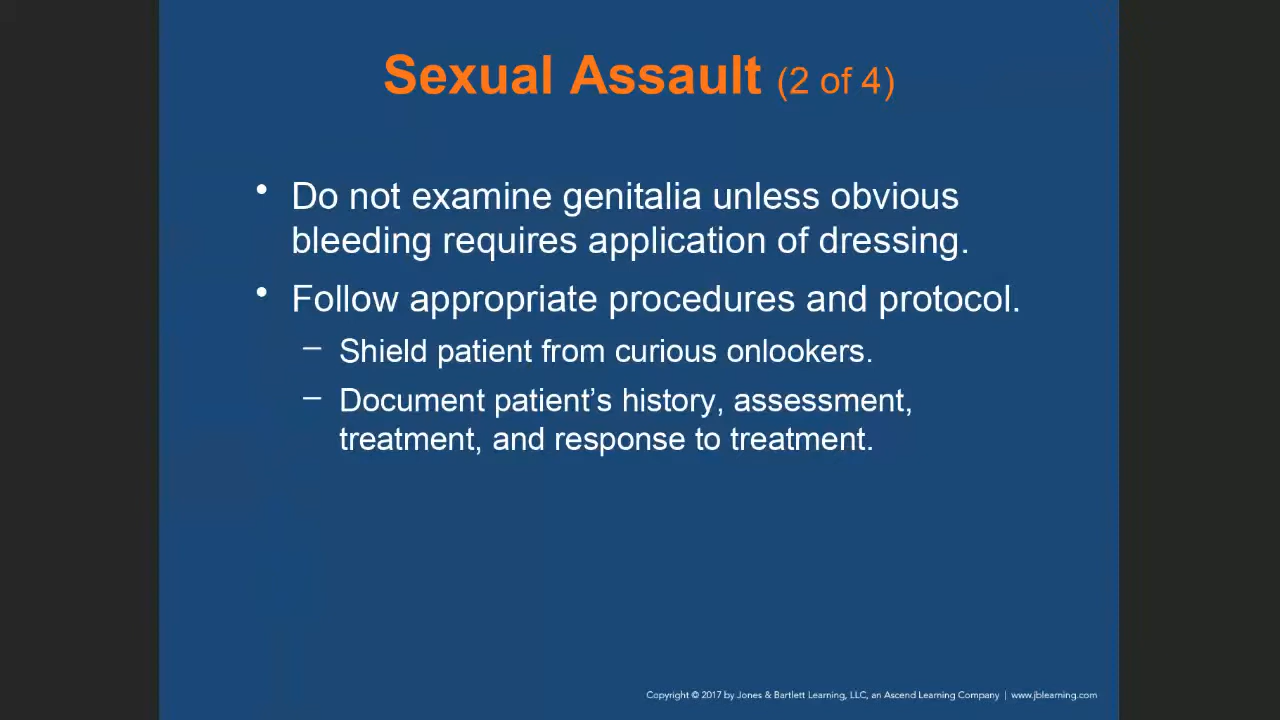 Sexual Assault (2 of 4)
• Do not examine genitalia unless obvious
bleeding requires application of dressing.
• Follow appropriate procedures and protocol.
– Shield patient from curious onlookers.
– Document patient’s history, assessment,
treatment, and response to treatment.
Copyright © 2017 by Jones & Bartlett Learning, LLC, an Ascend Learning Company | www.jblearning.com